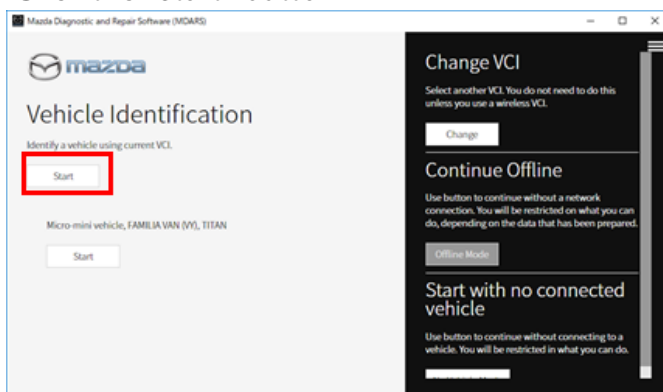 Mazda Diagnostic and Repair Software (MDARS)
mazda
Vehicle Identification
Identify a vehicle using current VCI.
Start
Micro-mini vehicle, FAMILIA VAN (VY), TITAN
Start
Change VCI
Select another VCI. You do not need to do this
unless you use a wireless VCI.
Change
Continue Offline
Use button to continue without a network
connection. You will be restricted on what you can
do, depending on the data that has been prepared.
Offline Mode
Start with no connected
vehicle
Use button to continue without connecting to a
vehicle. You will be restricted in what you can do.